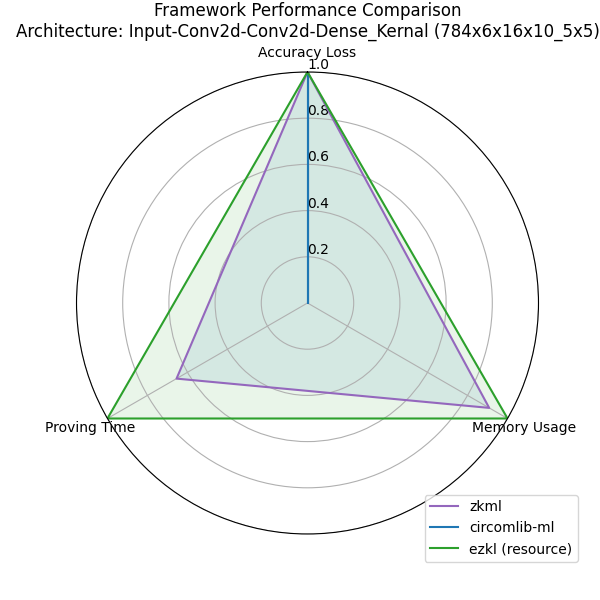 Framework Performance Comparison
Architecture: Input-Conv2d-Conv2d-Dense_Kernal (784x6x16x10_5x5)
Accuracy Loss
1.0
0.8
0.6
0.4
0.2
Proving Time
Memory Usage
zkml
circomlib-ml
ezkl (resource)